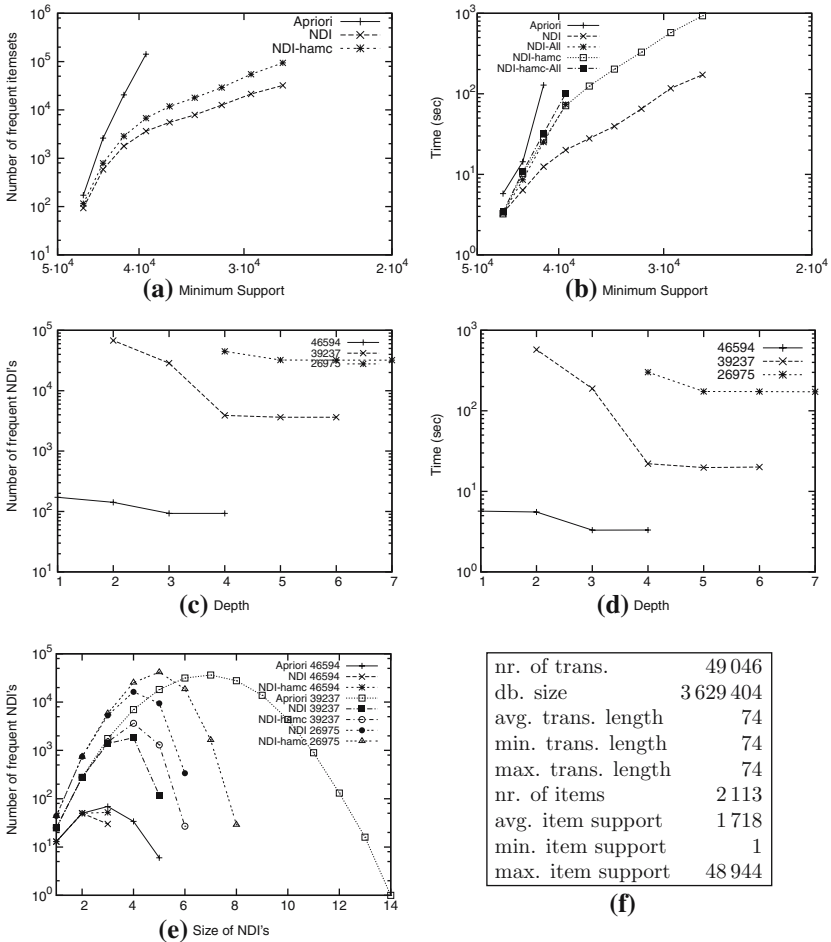 Number of frequent itemsets
10^6
10^5
10^4
10^3
10^2
10^1
Apriori
NDI
NDI-hamc
5·10^4
4·10^4
3·10^4
2·10^4
(a) Minimum Support
Time (sec)
10^3
10^2
10^1
10^0
Apriori
NDI
NDI-All
NDI-hamc
NDI-hamc-All
5·10^4
4·10^4
3·10^4
2·10^4
(b) Minimum Support
Number of frequent NDI's
10^5
10^4
10^3
10^2
10^1
46594
39237
26975
1 2 3 4 5 6 7
(c) Depth
Time (sec)
10^3
10^2
10^1
10^0
46594
39237
26975
1 2 3 4 5 6 7
(d) Depth
Number of frequent NDI's
10^5
10^4
10^3
10^2
10^1
10^0
Apriori 46594
NDI 46594
NDI-hamc 46594
Apriori 39237
NDI 39237
NDI-hamc 39237
NDI 26975
NDI-hamc 26975
2 4 6 8 10 12 14
(e) Size of NDI's
nr. of trans. 49 046
db. size 3 629 404
avg. trans. length 74
min. trans. length 74
max. trans. length 74
nr. of items 2 113
avg. item support 1 718
min. item support 1
max. item support 48 944
(f)